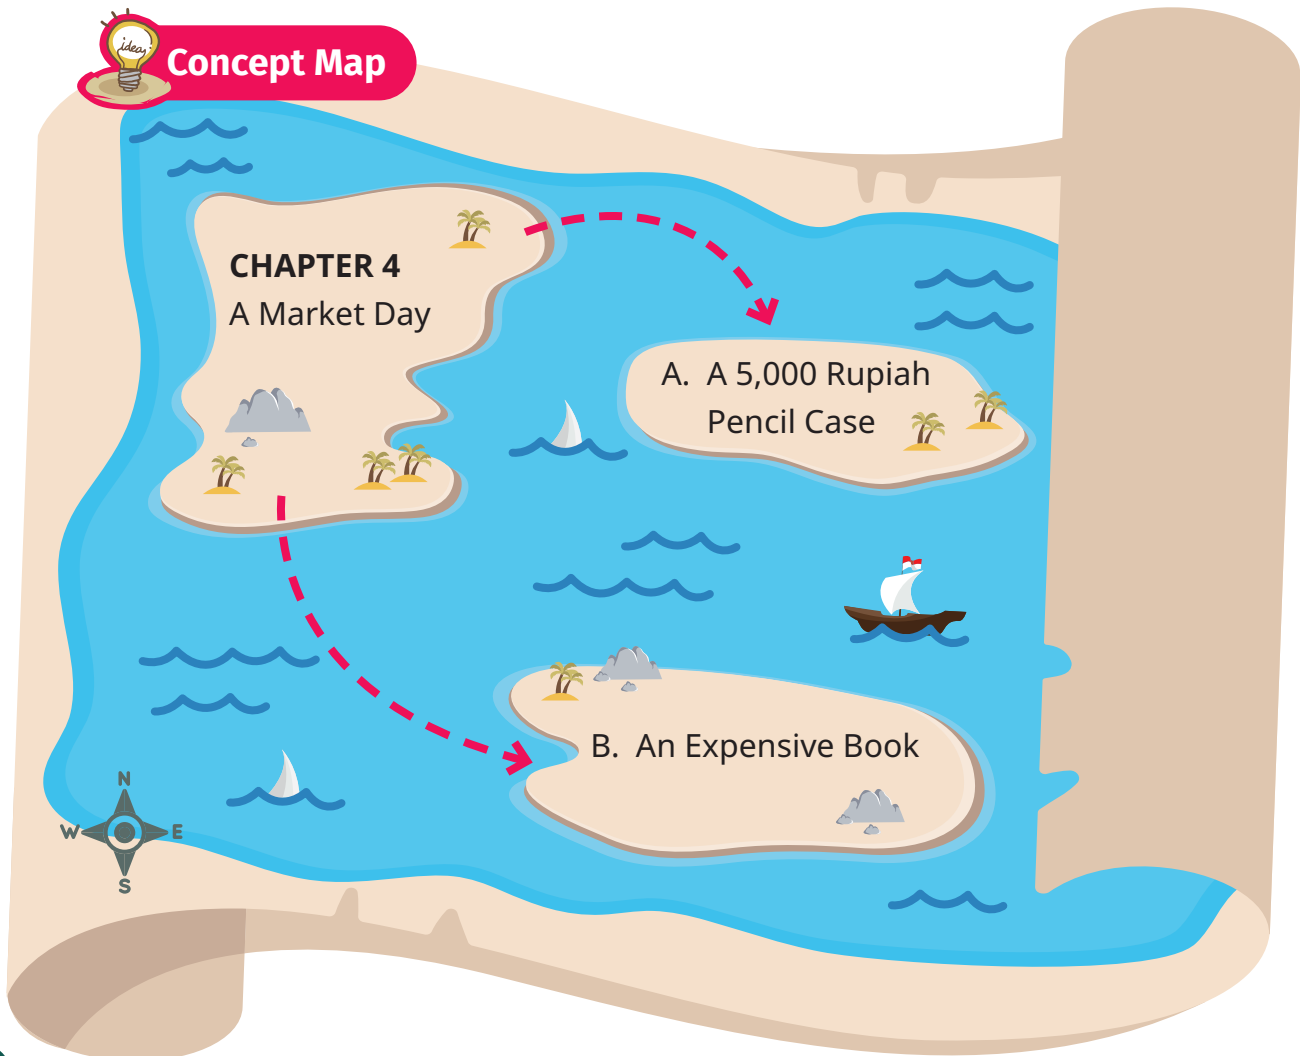 idea
Concept Map
CHAPTER 4
A Market Day
A. A 5,000 Rupiah
Pencil Case
B. An Expensive Book
N
W E
S